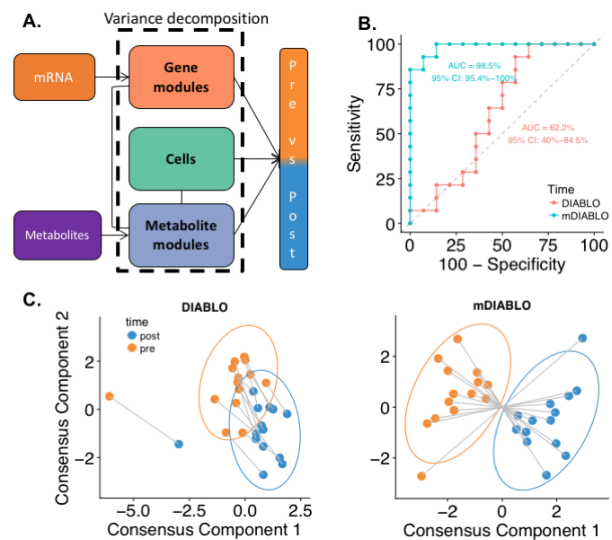 A.
Variance decomposition
mRNA
Gene
modules
Cells
Metabolites
Metabolite
modules
Pre vs Post
B.
Sensitivity
100
75
50
25
0
AUC = 98.5%
95% CI: 95.4%−100%
AUC = 62.2%
95% CI: 40%−84.5%
Time
DIABLO
mDIABLO
0 25 50 75 100
100 − Specificity
C.
DIABLO
time
post
pre
Consensus Component 2
2
0
−2
−5.0 −2.5 0.0 2.5
Consensus Component 1
mDIABLO
2
0
−2
−2 0 2
Consensus Component 1